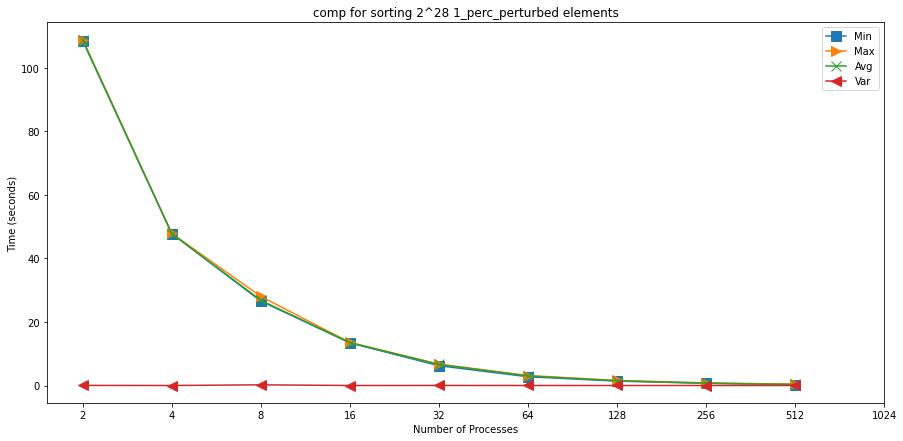 comp for sorting 2^28 1_perc_perturbed elements
Min
Max
Avg
Var
Time (seconds)
100
80
60
40
20
0
2 4 8 16 32 64 128 256 512 1024
Number of Processes